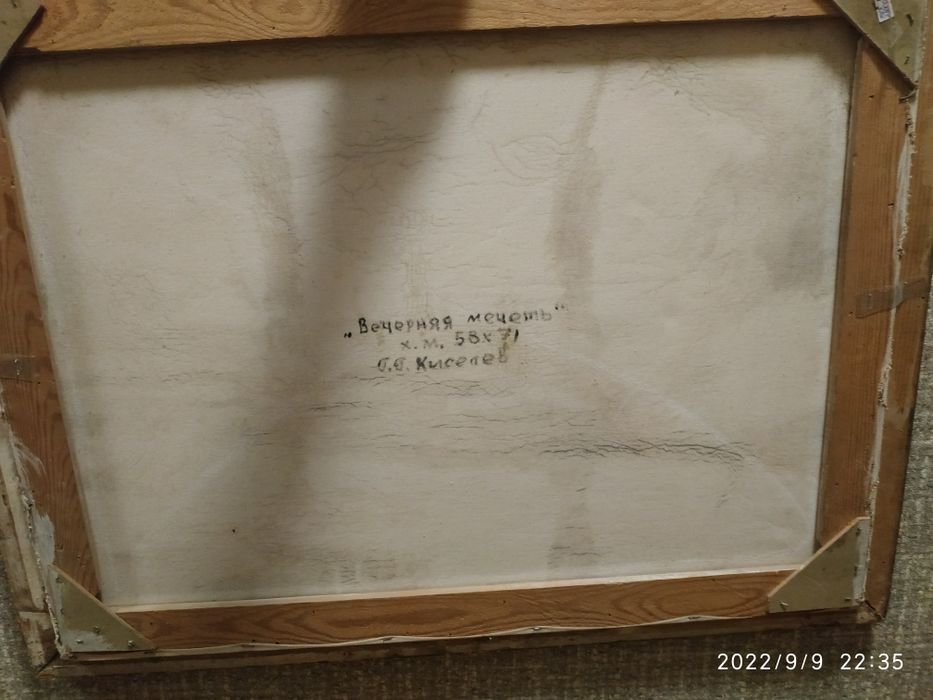 „Вечерняя мечеть"
х.м. 58х71
Г.Г. Киселев
2022/9/9 22:35